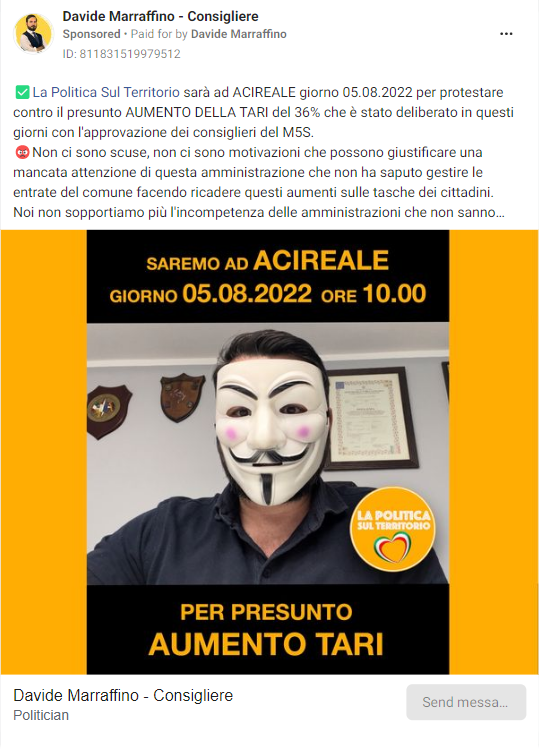 Davide Marraffino - Consigliere
Sponsored • Paid for by Davide Marraffino
ID: 811831519979512
✅La Politica Sul Territorio sarà ad ACIREALE giorno 05.08.2022 per protestare
contro il presunto AUMENTO DELLA TARI del 36% che è stato deliberato in questi
giorni con l'approvazione dei consiglieri del M5S.
Non ci sono scuse, non ci sono motivazioni che possono giustificare una
mancata attenzione di questa amministrazione che non ha saputo gestire le
entrate del comune facendo ricadere questi aumenti sulle tasche dei cittadini.
Noi non sopportiamo più l'incompetenza delle amministrazioni che non sanno...
SAREMO AD ACIREALE
GIORNO 05.08.2022 ORE 10.00
LA POLITICA
SUL TERRITORIO
PER PRESUNTO
AUMENTO TARI
Davide Marraffino - Consigliere
Politician
Send messa...